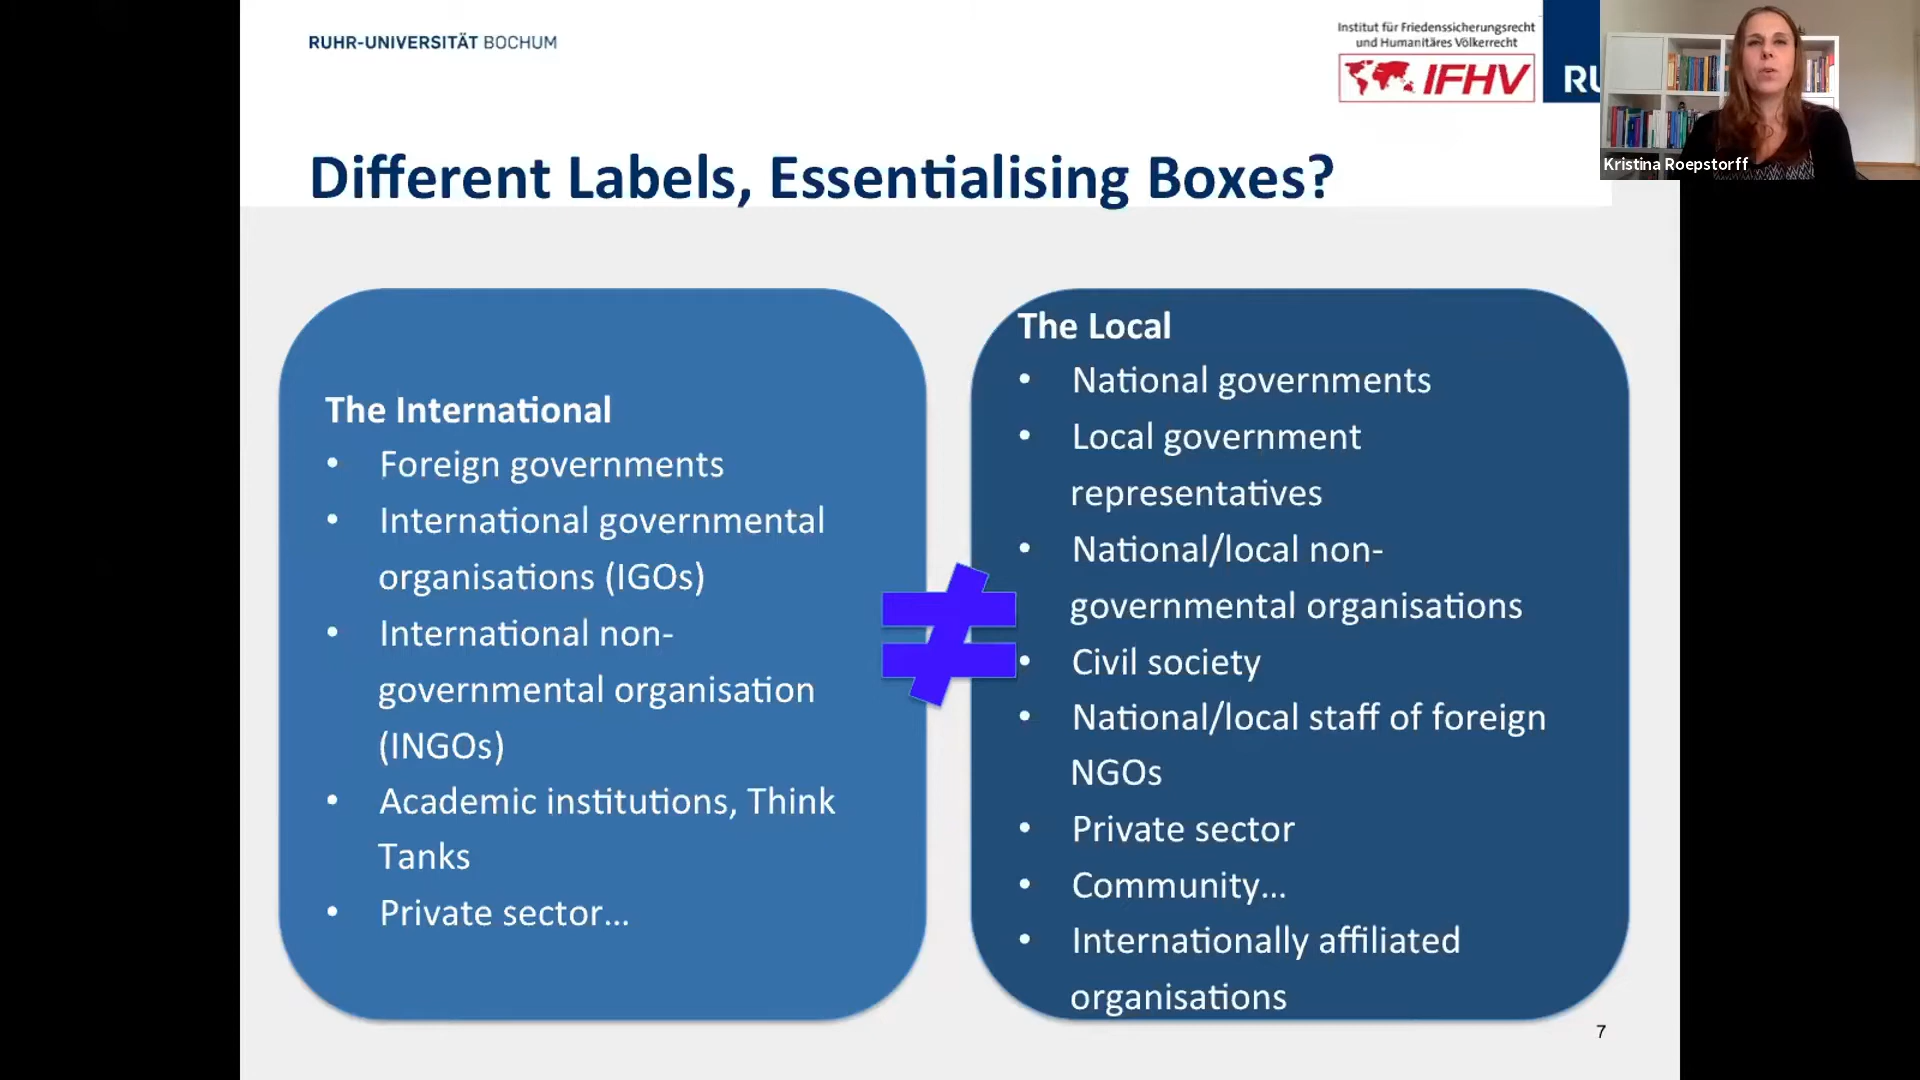 RUHR-UNIVERSITÄT BOCHUM
Institut für Friedenssicherungsrecht
und Humanitäres Völkerrecht
IFHV
RU
Kristina Roepstorff
Different Labels, Essentialising Boxes?
The International
• Foreign governments
• International governmental
organisations (IGOs)
• International non-
governmental organisation
(INGOs)
• Academic institutions, Think
Tanks
• Private sector...
≠
The Local
• National governments
• Local government
representatives
• National/local non-
governmental organisations
• Civil society
• National/local staff of foreign
NGOs
• Private sector
• Community...
• Internationally affiliated
organisations
7